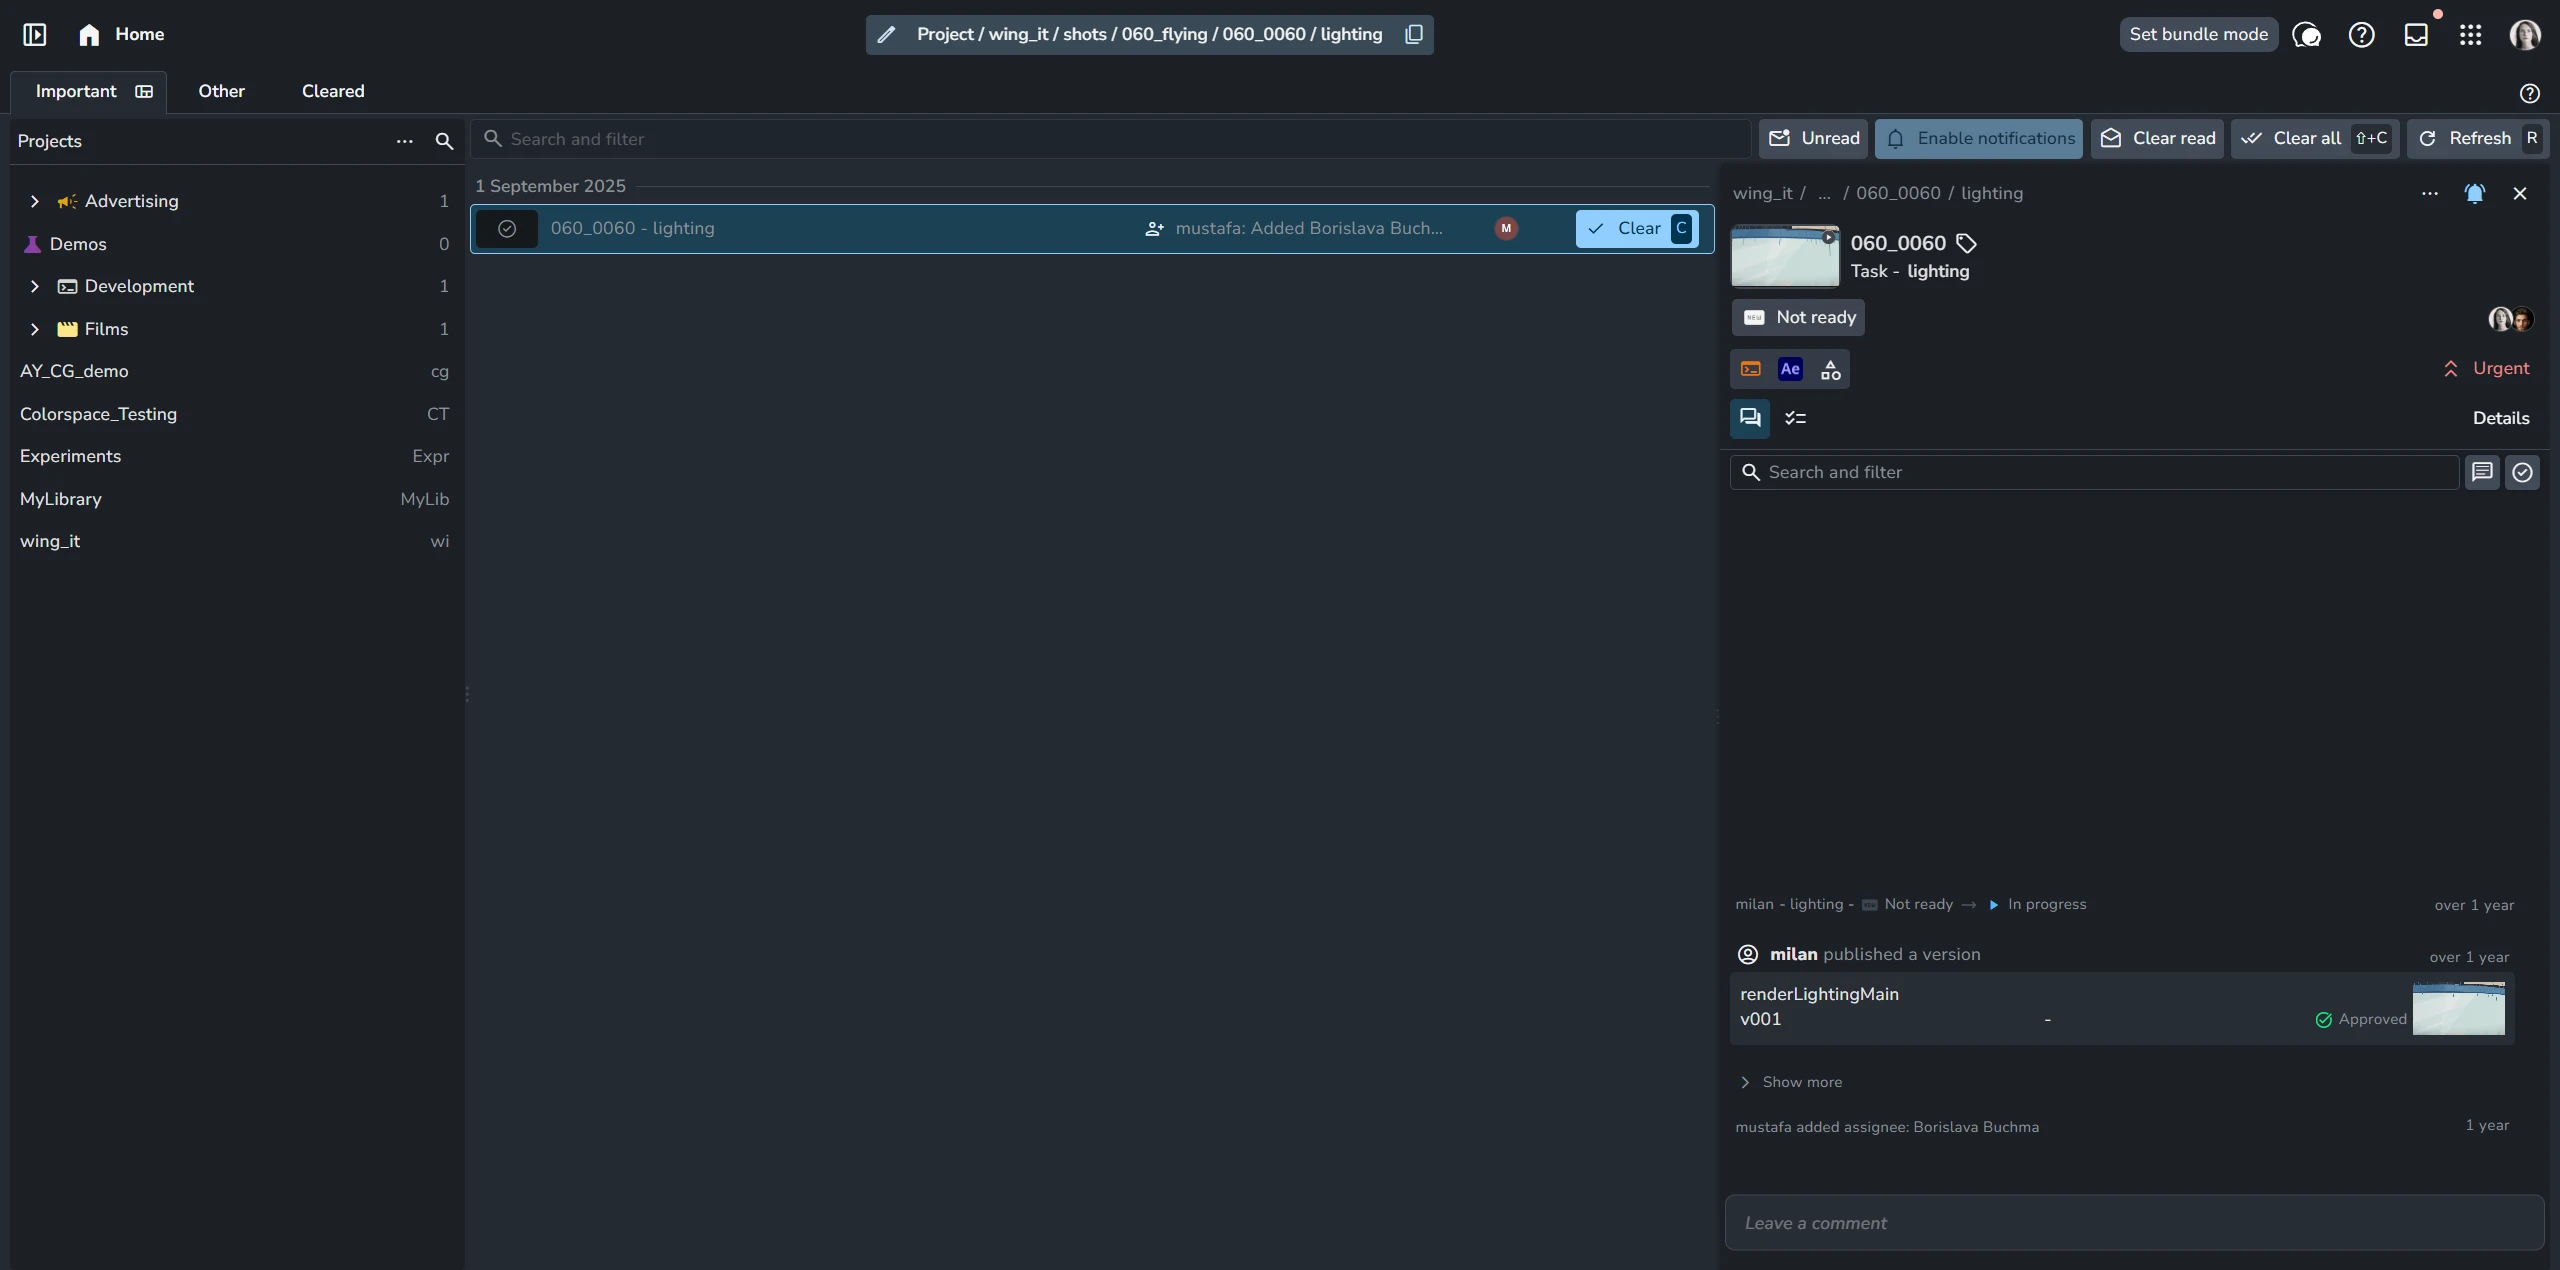 Home
Project / wing_it / shots / 060_flying / 060_0060 / lighting
Set bundle mode
Important
Other
Cleared
Projects
Search and filter
Unread
Enable notifications
Clear read
Clear all ⇧+C
Refresh R
Advertising 1
Demos 0
Development 1
Films 1
AY_CG_demo cg
Colorspace_Testing CT
Experiments Expr
MyLibrary MyLib
wing_it wi
1 September 2025
060_0060 - lighting
mustafa: Added Borislava Buch...
M
Clear C
wing_it / ... / 060_0060 / lighting
060_0060
Task - lighting
NEW Not ready
Ae
Urgent
Details
Search and filter
milan - lighting - Not ready → In progress
over 1 year
milan published a version
over 1 year
renderLightingMain
v001
-
Approved
Show more
mustafa added assignee: Borislava Buchma
1 year
Leave a comment